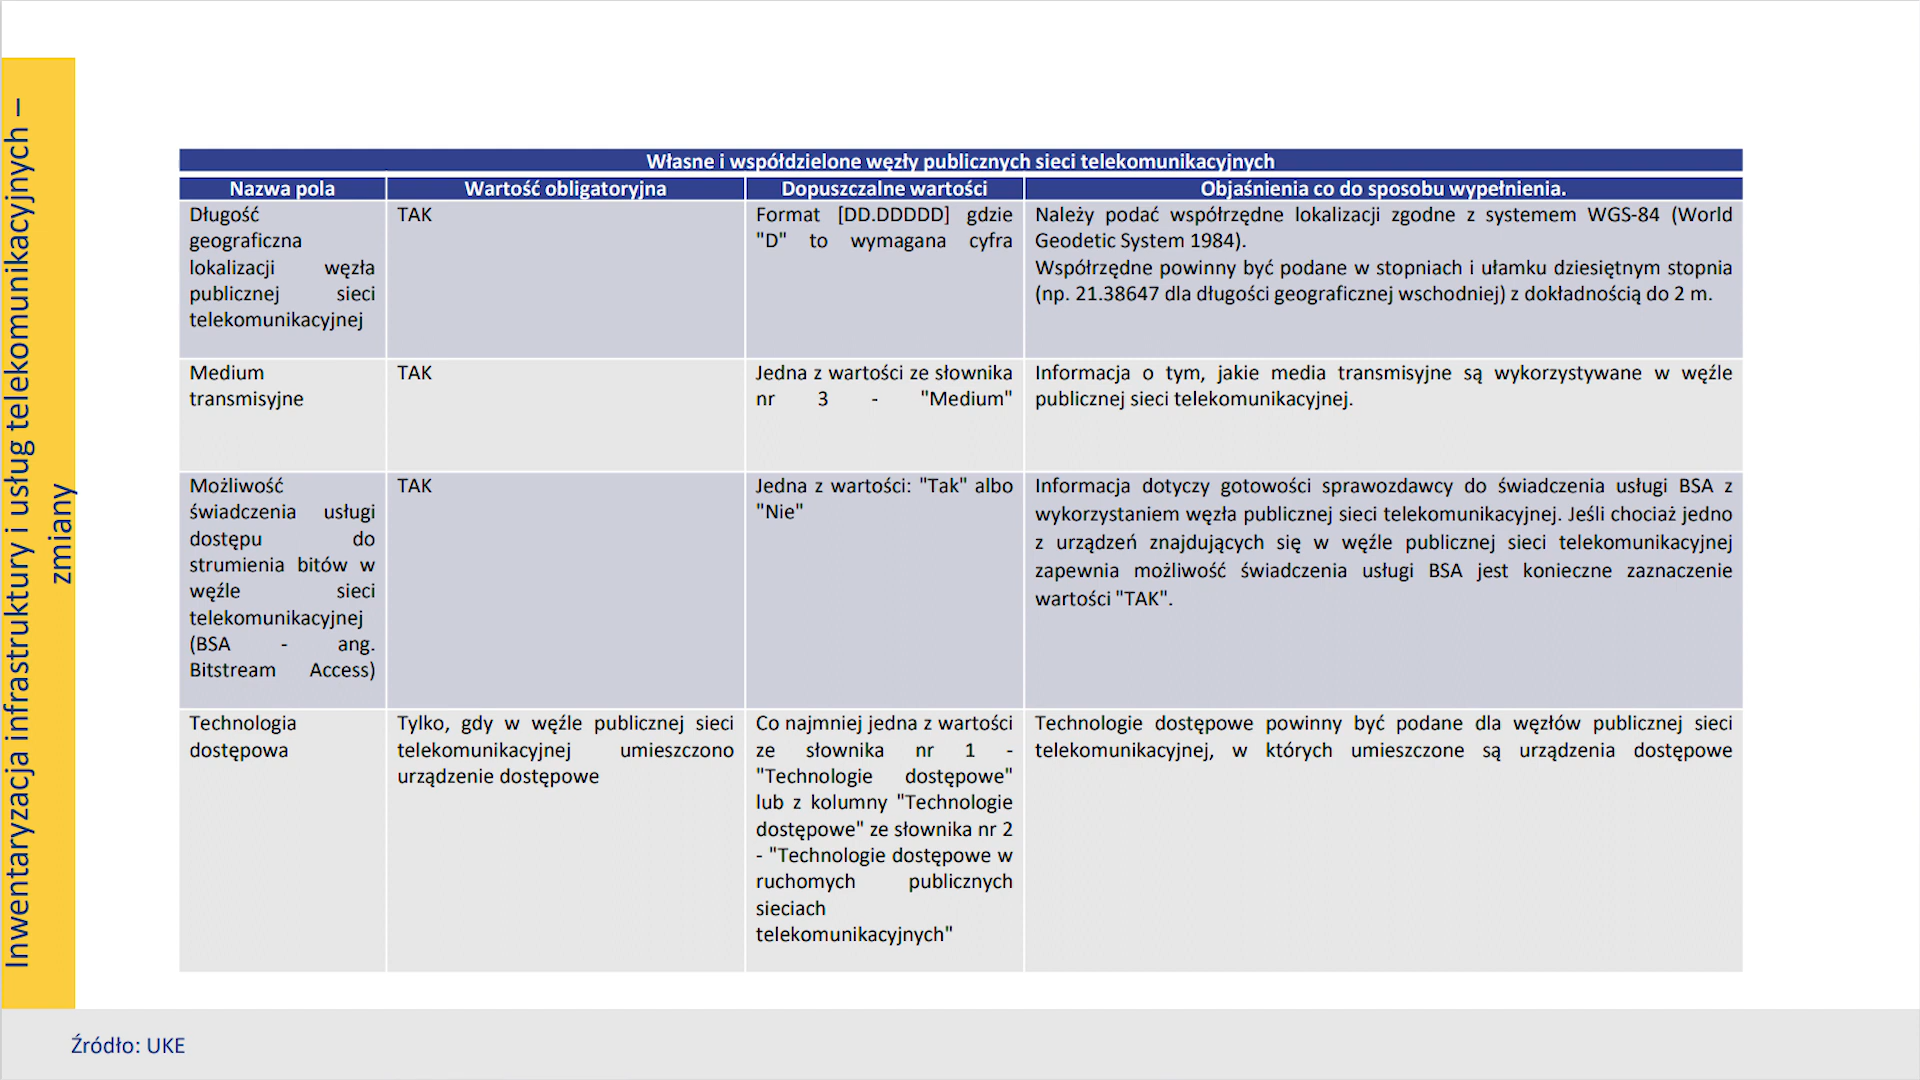 Inwentaryzacja infrastruktury i usług telekomunikacyjnych –
zmiany
Własne i współdzielone węzły publicznych sieci telekomunikacyjnych
Nazwa pola
Wartość obligatoryjna
Dopuszczalne wartości
Objaśnienia co do sposobu wypełnienia.
Długość
geograficzna
lokalizacji węzła
publicznej sieci
telekomunikacyjnej
TAK
Format [DD.DDDDD] gdzie
"D" to wymagana cyfra
Należy podać współrzędne lokalizacji zgodne z systemem WGS-84 (World
Geodetic System 1984).
Współrzędne powinny być podane w stopniach i ułamku dziesiętnym stopnia
(np. 21.38647 dla długości geograficznej wschodniej) z dokładnością do 2 m.
Medium
transmisyjne
TAK
Jedna z wartości ze słownika
nr 3 - "Medium"
Informacja o tym, jakie media transmisyjne są wykorzystywane w węźle
publicznej sieci telekomunikacyjnej.
Możliwość
świadczenia usługi
dostępu do
strumienia bitów w
węźle sieci
telekomunikacyjnej
(BSA - ang.
Bitstream Access)
TAK
Jedna z wartości: "Tak" albo
"Nie"
Informacja dotyczy gotowości sprawozdawcy do świadczenia usługi BSA z
wykorzystaniem węzła publicznej sieci telekomunikacyjnej. Jeśli chociaż jedno
z urządzeń znajdujących się w węźle publicznej sieci telekomunikacyjnej
zapewnia możliwość świadczenia usługi BSA jest konieczne zaznaczenie
wartości "TAK".
Technologia
dostępowa
Tylko, gdy w węźle publicznej sieci
telekomunikacyjnej umieszczono
urządzenie dostępowe
Co najmniej jedna z wartości
ze słownika nr 1 -
"Technologie dostępowe"
lub z kolumny "Technologie
dostępowe" ze słownika nr 2
- "Technologie dostępowe w
ruchomych publicznych
sieciach
telekomunikacyjnych"
Technologie dostępowe powinny być podane dla węzłów publicznej sieci
telekomunikacyjnej, w których umieszczone są urządzenia dostępowe
Źródło: UKE